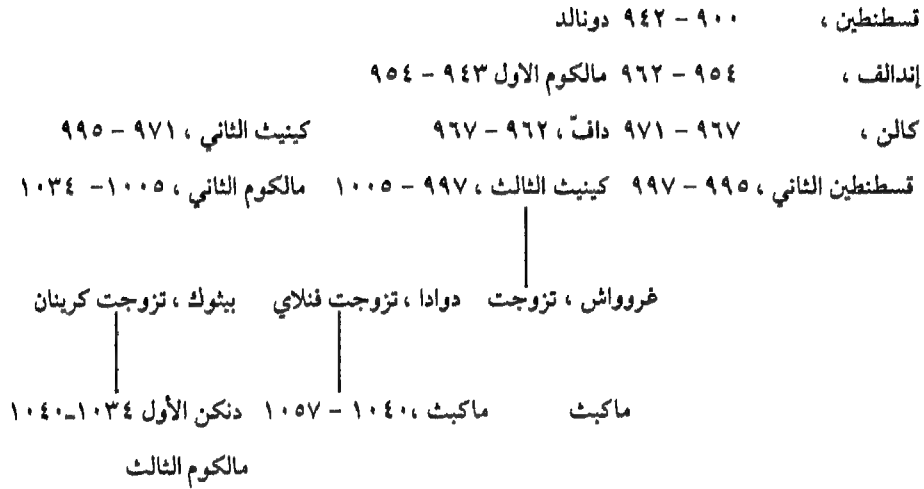 قسطنطين ، ٩٠٠ - ٩٤٢ دونالد
إندالف ، ٩٥٤ - ٩٦٢ مالكوم الاول ٩٤٣ - ٩٥٤
كالن ، ٩٦٧ - ٩٧١ دافّ ، ٩٦٢ - ٩٦٧ كينيث الثاني ، ٩٧١ - ٩٩٥
قسطنطين الثاني ، ٩٩٥ - ٩٩٧ كينيث الثالث ، ٩٩٧ - ١٠٠٥ مالكوم الثاني ، ١٠٠٥ - ١٠٣٤
غروواش ، تزوجت دوادا ، تزوجت فنلاي بيثوك ، تزوجت كرينان
ماكبث ماكبث ، ١٠٤٠ - ١٠٥٧ دنكن الأول ١٠٣٤ـ١٠٤٠
مالكوم الثالث